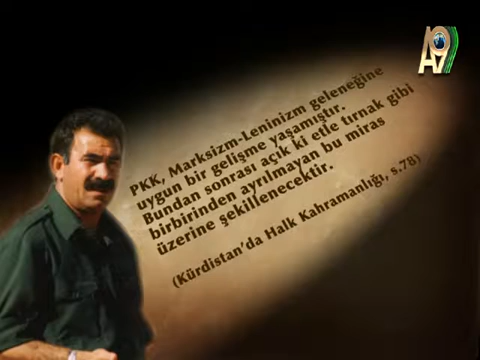 A9
PKK, Marksizm-Leninizm geleneğine
uygun bir gelişme yaşamıştır.
Bundan sonrası açık ki etle tırnak gibi
birbirinden ayrılmayan bu miras
üzerine şekillenecektir.
(Kürdistan'da Halk Kahramanlığı, s.78)